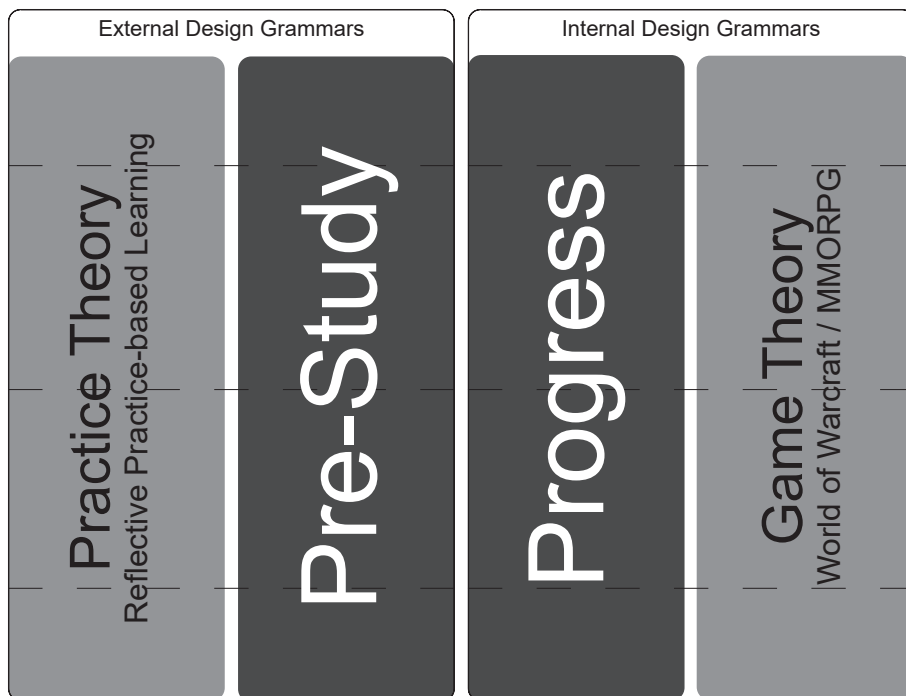 External Design Grammars
Practice Theory
Reflective Practice-based Learning
Pre-Study
Internal Design Grammars
Progress
Game Theory
World of Warcraft / MMORPG